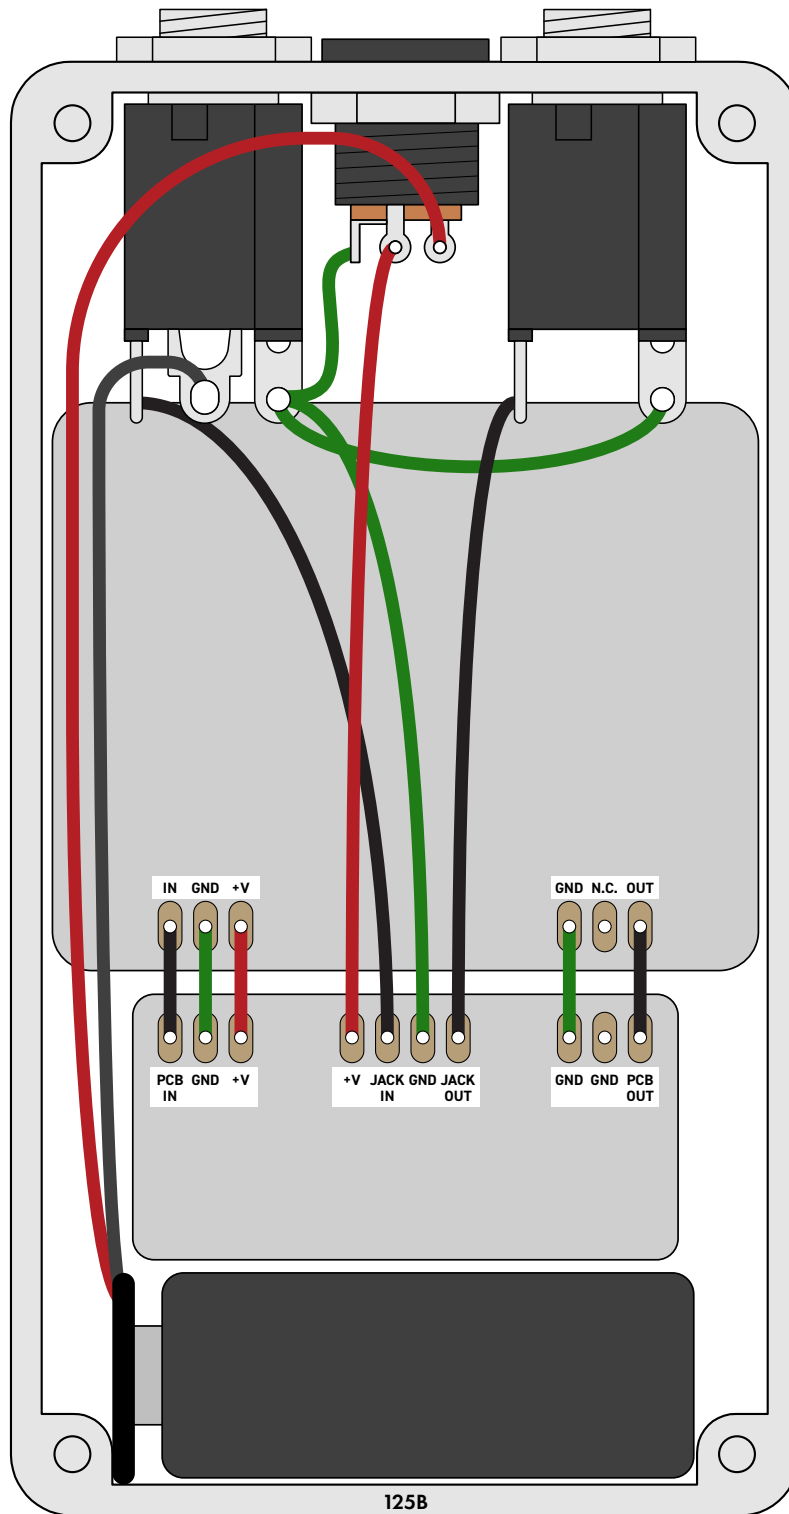 IN GND +V
GND N.C. OUT
PCB IN GND +V
+V JACK IN GND JACK OUT
GND GND PCB OUT
125B